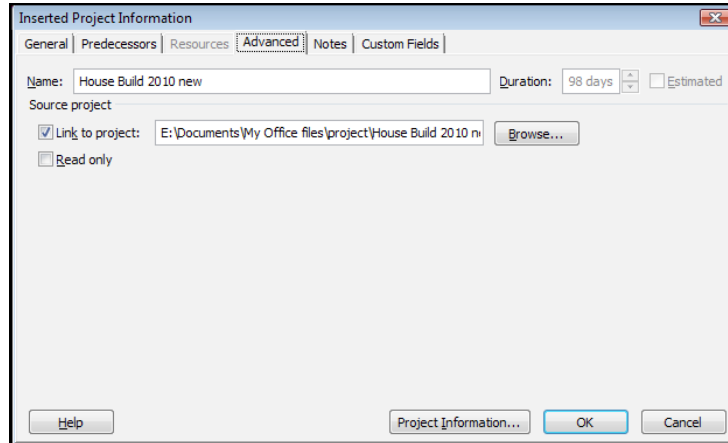 Inserted Project Information
General Predecessors Resources Advanced Notes Custom Fields
Name: House Build 2010 new Duration: 98 days Estimated
Source project
Link to project: E:\Documents\My Office files\project\House Build 2010 n Browse...
Read only
Help Project Information... OK Cancel